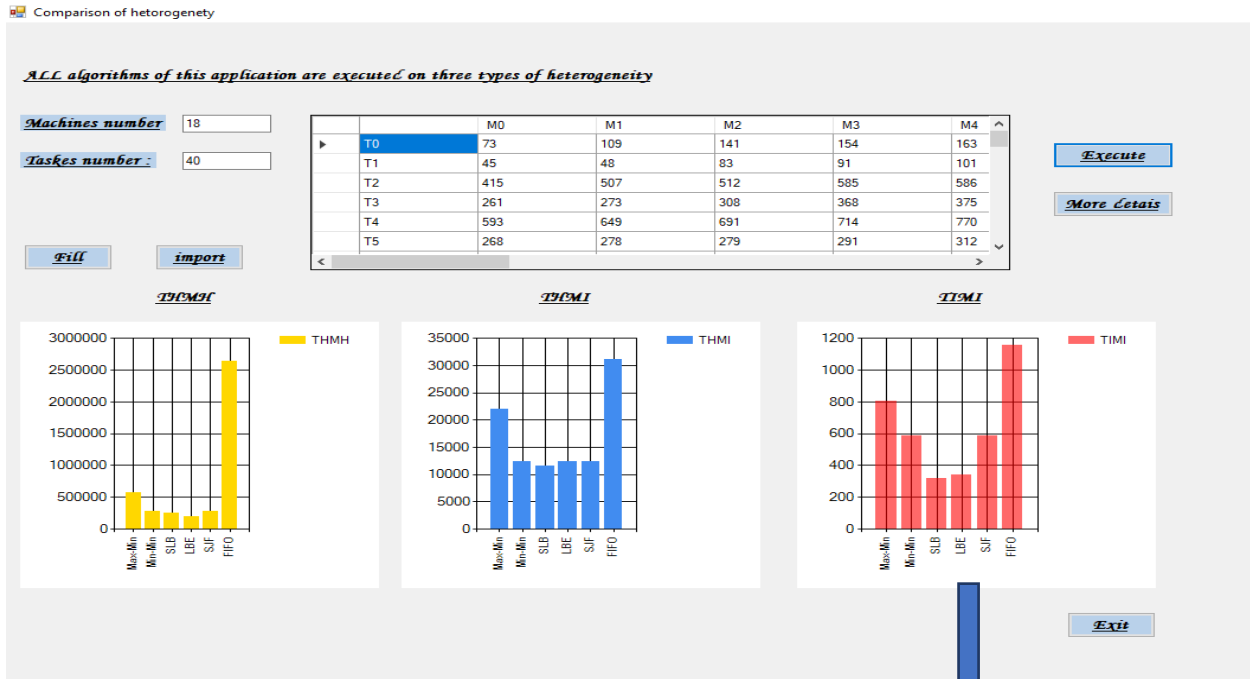 Comparison of hetorogenety
ALL algorithms of this application are executed on three types of heterogeneity
Machines number 18
Taskes number : 40
M0 M1 M2 M3 M4
T0 73 109 141 154 163
T1 45 48 83 91 101
T2 415 507 512 585 586
T3 261 273 308 368 375
T4 593 649 691 714 770
T5 268 278 279 291 312
Execute
More detais
Fill import
THMH
3000000
2500000
2000000
1500000
1000000
500000
0
Max-Min Min-Min SLB LBE SJF FIFO
THMH
THMI
35000
30000
25000
20000
15000
10000
5000
0
Max-Min Min-Min SLB LBE SJF FIFO
THMI
TIMI
1200
1000
800
600
400
200
0
Max-Min Min-Min SLB LBE SJF FIFO
TIMI
Exit